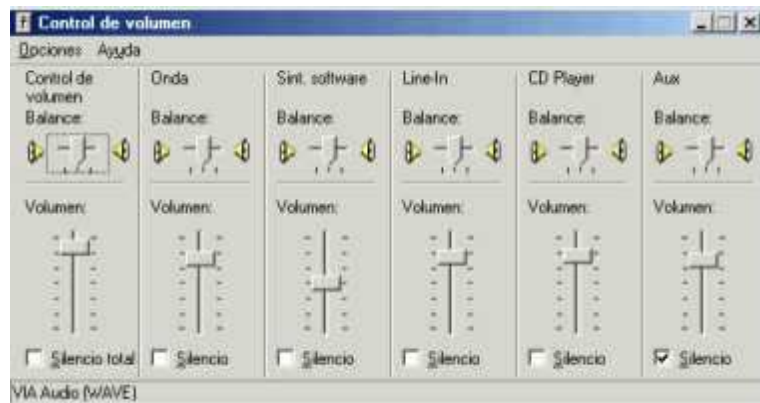 Control de volumen
Opciones Ayuda
Control de volumen
Balance:
Volumen:
Silencio total
Onda
Balance:
Volumen:
Silencio
Sint. software
Balance:
Volumen:
Silencio
Line-In
Balance:
Volumen:
Silencio
CD Player
Balance:
Volumen:
Silencio
Aux
Balance:
Volumen:
Silencio
VIA Audio (WAVE)